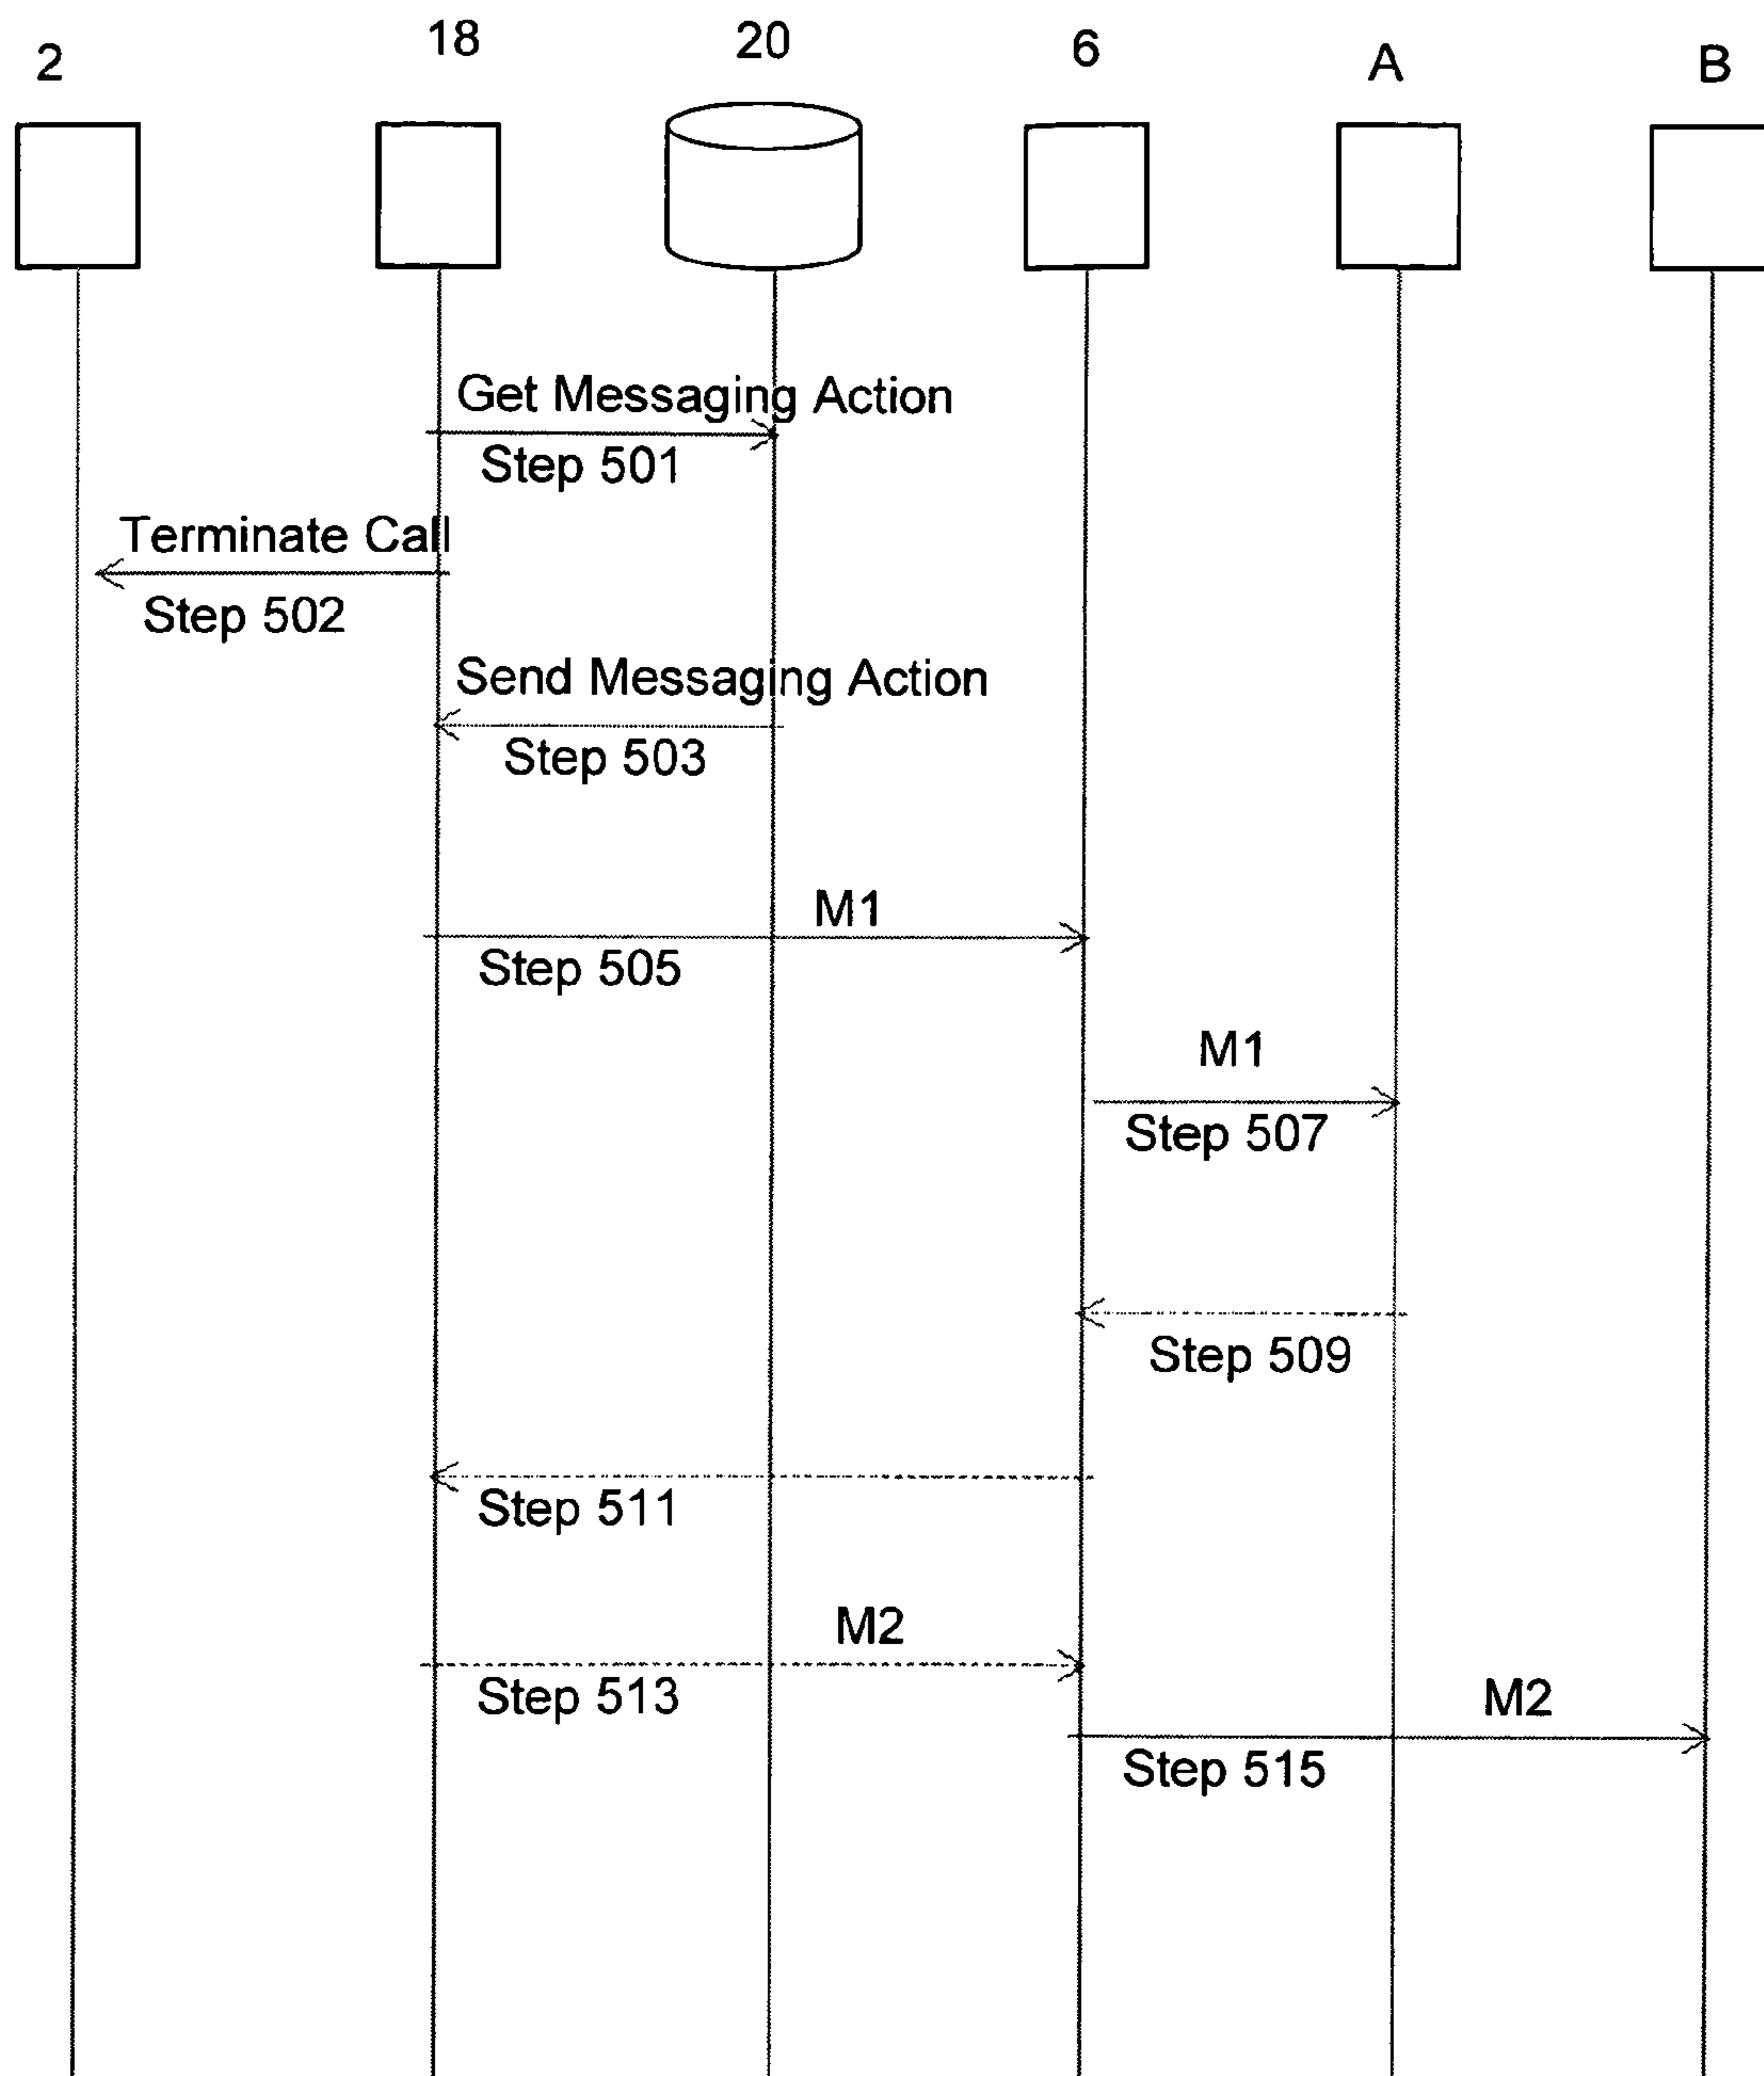 2 18 20 6 A B
Get Messaging Action
Step 501
Terminate Call
Step 502
Send Messaging Action
Step 503
M1
Step 505
M1
Step 507
Step 509
Step 511
M2
Step 513
M2
Step 515